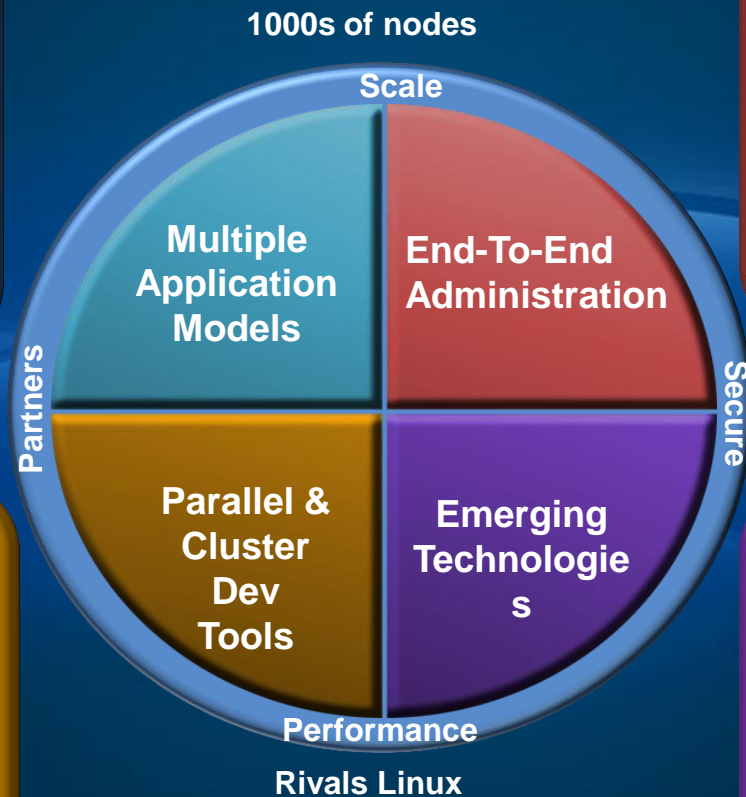 1000s of nodes
Scale
Multiple
Application
Models
End-To-End
Administration
Partners
Secure
Parallel &
Cluster
Dev
Tools
Emerging
Technologie
s
Performance
Rivals Linux